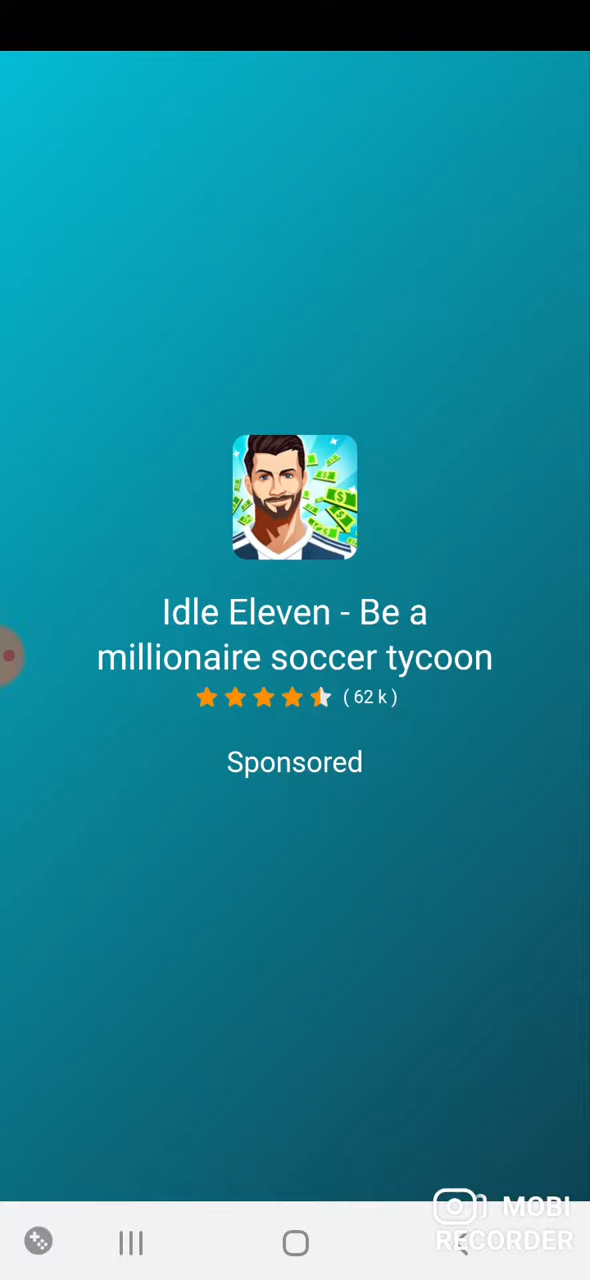 Idle Eleven - Be a
millionaire soccer tycoon
( 62 k )
Sponsored
MOBI
RECORDER